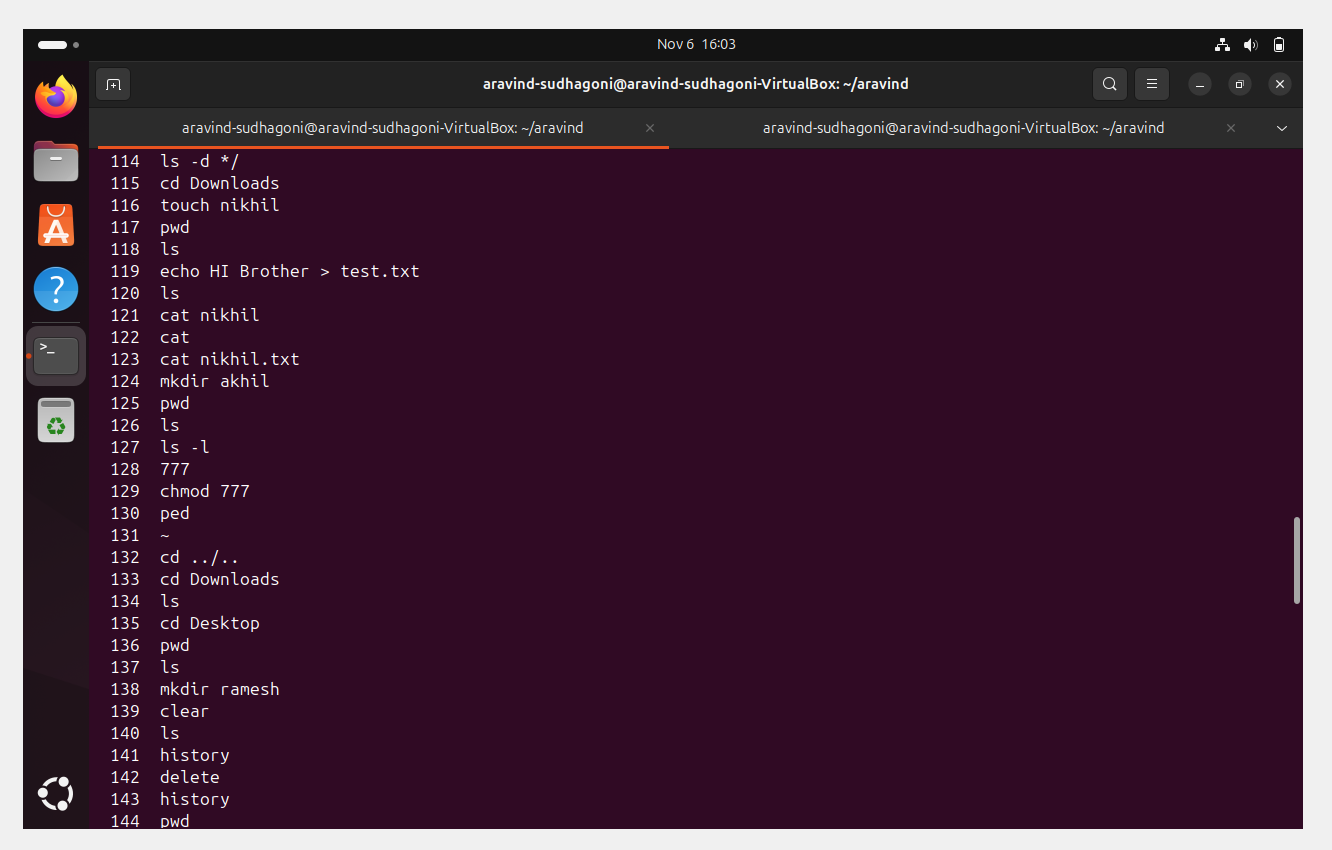 Nov 6 16:03
aravind-sudhagoni@aravind-sudhagoni-VirtualBox: ~/aravind
aravind-sudhagoni@aravind-sudhagoni-VirtualBox: ~/aravind
aravind-sudhagoni@aravind-sudhagoni-VirtualBox: ~/aravind
114 ls -d */
115 cd Downloads
116 touch nikhil
117 pwd
118 ls
119 echo HI Brother > test.txt
120 ls
121 cat nikhil
122 cat
123 cat nikhil.txt
124 mkdir akhil
125 pwd
126 ls
127 ls -l
128 777
129 chmod 777
130 ped
131 ~
132 cd ../..
133 cd Downloads
134 ls
135 cd Desktop
136 pwd
137 ls
138 mkdir ramesh
139 clear
140 ls
141 history
142 delete
143 history
144 pwd